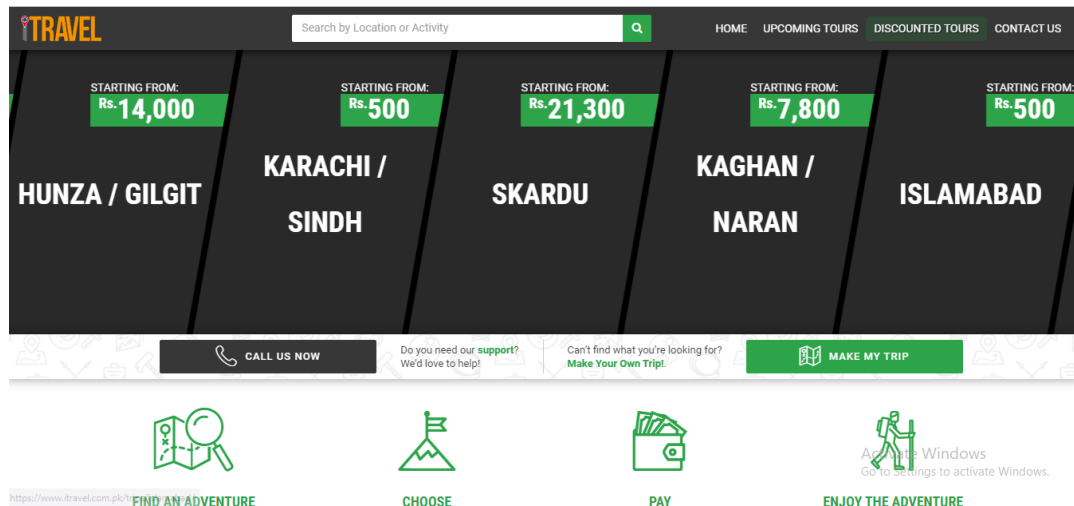 iTRAVEL
Search by Location or Activity
HOME UPCOMING TOURS DISCOUNTED TOURS CONTACT US
STARTING FROM:
Rs.14,000
HUNZA / GILGIT
STARTING FROM:
Rs.500
KARACHI /
SINDH
STARTING FROM:
Rs.21,300
SKARDU
STARTING FROM:
Rs.7,800
KAGHAN /
NARAN
STARTING FROM:
Rs.500
ISLAMABAD
CALL US NOW
Do you need our support?
We'd love to help!
Can't find what you're looking for?
Make Your Own Trip!.
MAKE MY TRIP
FIND AN ADVENTURE
CHOOSE
PAY
ENJOY THE ADVENTURE
Activate Windows
Go to Settings to activate Windows.